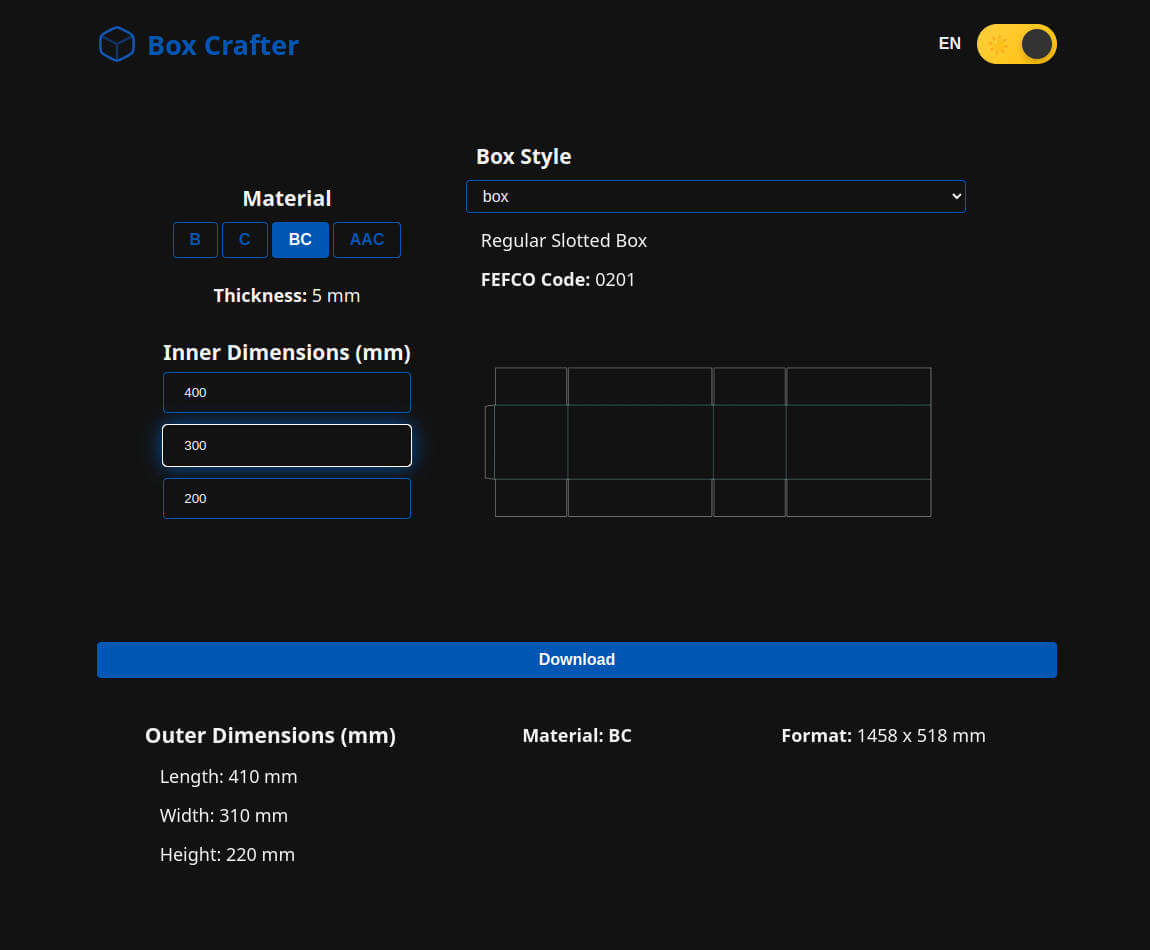 Box Crafter
EN
Material
B C BC AAC
Thickness: 5 mm
Inner Dimensions (mm)
400
300
200
Box Style
box
Regular Slotted Box
FEFCO Code: 0201
Download
Outer Dimensions (mm)
Length: 410 mm
Width: 310 mm
Height: 220 mm
Material: BC
Format: 1458 x 518 mm